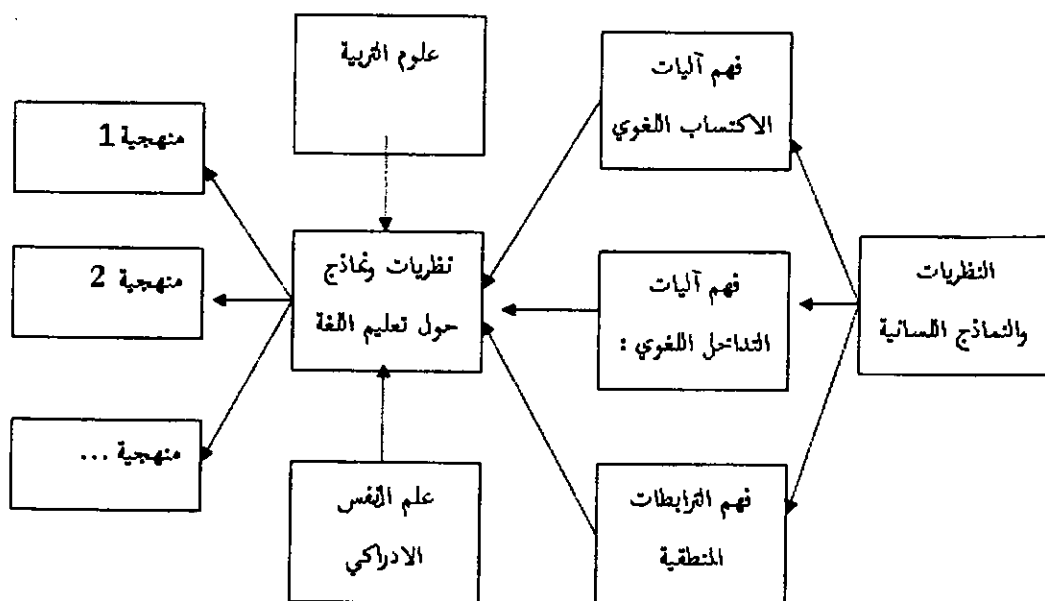 النظريات
والنماذج اللسانية
فهم آليات
الاكتساب اللغوي
فهم آليات
التداخل اللغوي :
فهم الترابطات
المنطقية
علوم التربية
نظريات ونماذج
حول تعليم اللغة
علم النفس
الادراكي
منهجية 1
منهجية 2
منهجية ...